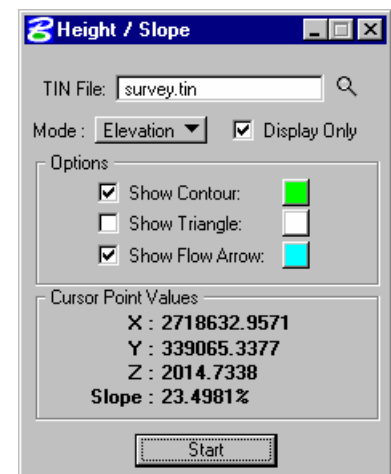 Height / Slope
TIN File: survey.tin
Mode : Elevation Display Only
Options
Show Contour:
Show Triangle:
Show Flow Arrow:
Cursor Point Values
X : 2718632.9571
Y : 339065.3377
Z : 2014.7338
Slope : 23.4981%
Start